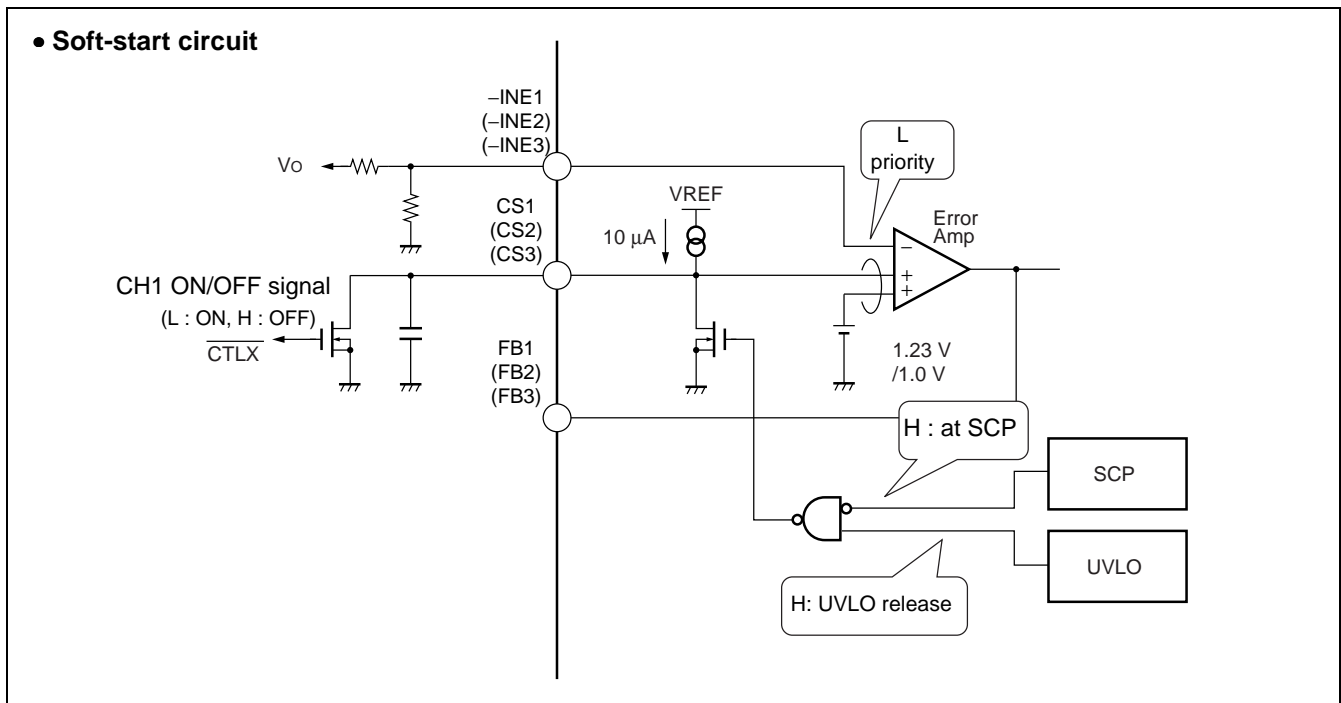 • Soft-start circuit
−INE1
(−INE2)
(−INE3)
L
priority
Vo
CS1
(CS2)
(CS3)
VREF
10 µA
Error
Amp
−
+
+
CH1 ON/OFF signal
(L : ON, H : OFF)
CTLX
FB1
(FB2)
(FB3)
1.23 V
/1.0 V
H : at SCP
SCP
UVLO
H: UVLO release